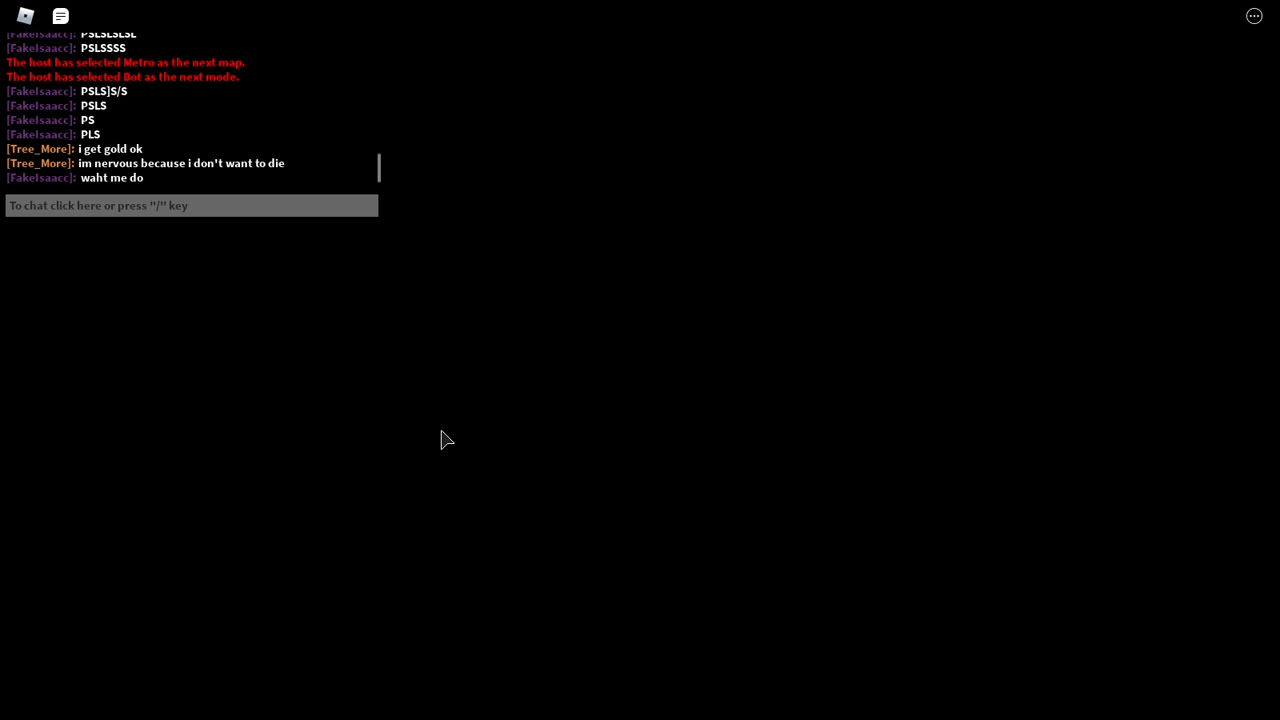 [FakeIsaacc]: PSLSLSLSL
[FakeIsaacc]: PSLSSSS
The host has selected Metro as the next map.
The host has selected Bot as the next mode.
[FakeIsaacc]: PSLS]S/S
[FakeIsaacc]: PSLS
[FakeIsaacc]: PS
[FakeIsaacc]: PLS
[Tree_More]: i get gold ok
[Tree_More]: im nervous because i don't want to die
[FakeIsaacc]: waht me do
To chat click here or press "/" key